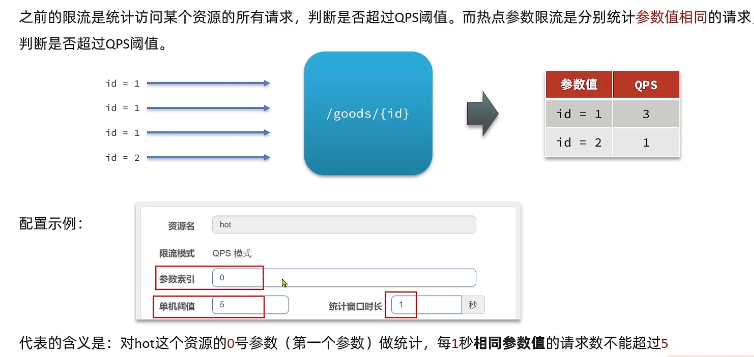 之前的限流是统计访问某个资源的所有请求，判断是否超过QPS阈值。而热点参数限流是分别统计参数值相同的请求，
判断是否超过QPS阈值。
id = 1
id = 1
id = 1
id = 2
/goods/{id}
参数值 QPS
id = 1 3
id = 2 1
配置示例：
资源名 hot
限流模式 QPS 模式
参数索引 0
单机阈值 5 统计窗口时长 1 秒
代表的含义是：对hot这个资源的0号参数（第一个参数）做统计，每1秒相同参数值的请求数不能超过5